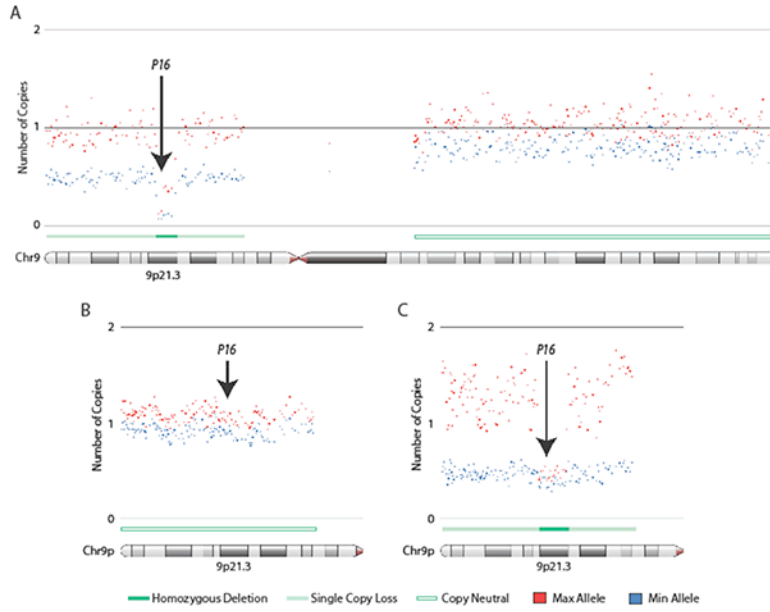 A
2
P16
Number of Copies
1
0
Chr9
9p21.3
B
2
P16
Number of Copies
1
0
Chr9p
9p21.3
C
2
P16
Number of Copies
1
0
9p21.3
Homozygous Deletion Single Copy Loss Copy Neutral Max Allele Min Allele